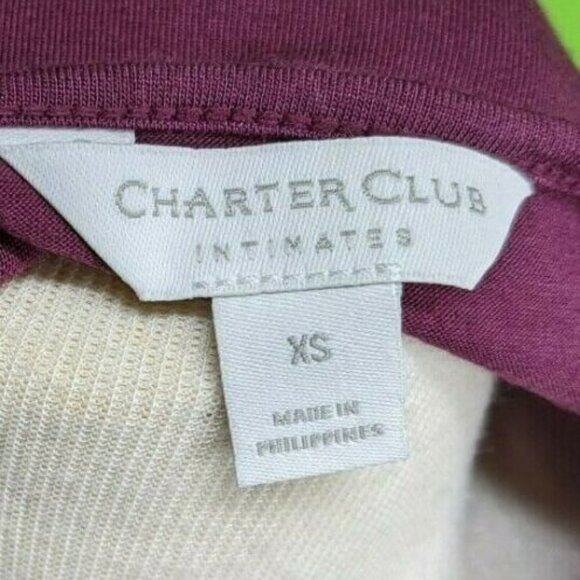 CHARTER CLUB
INTIMATES
XS
MADE IN
PHILIPPINES